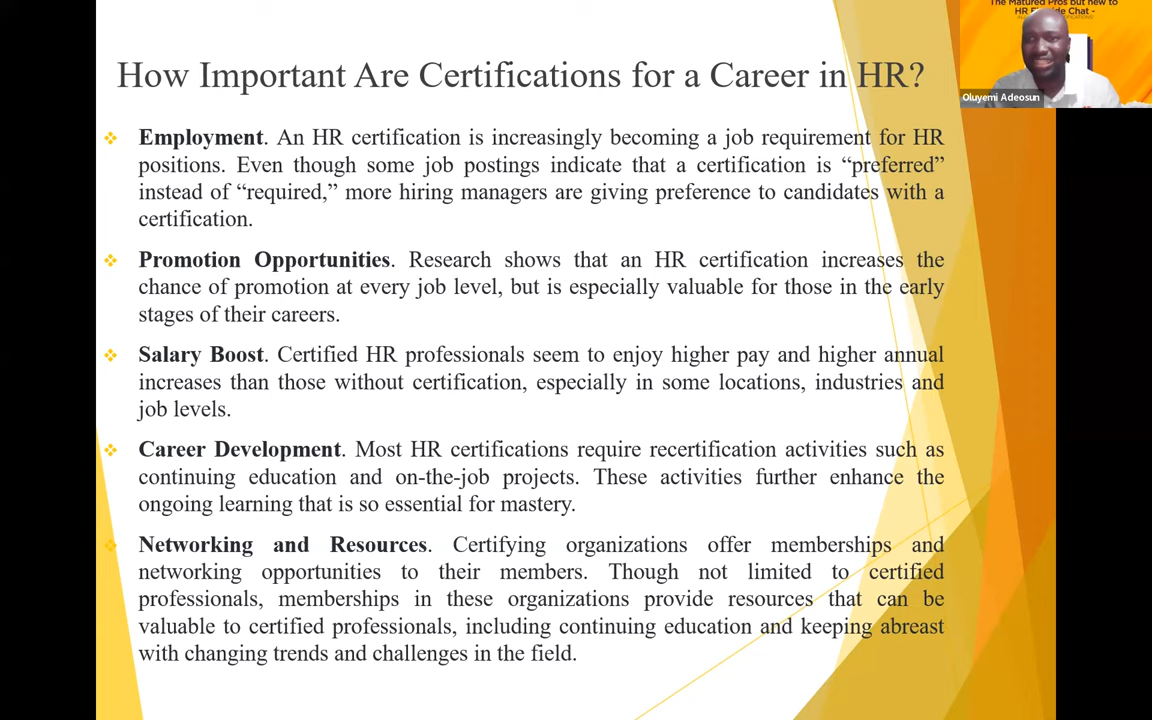 The Matured Pros but new to
How Important Are Certifications for a Career in HR?
Oluyemi Adeosun
Employment. An HR certification is increasingly becoming a job requirement for HR
positions. Even though some job postings indicate that a certification is “preferred”
instead of “required,” more hiring managers are giving preference to candidates with a
certification.
Promotion Opportunities. Research shows that an HR certification increases the
chance of promotion at every job level, but is especially valuable for those in the early
stages of their careers.
Salary Boost. Certified HR professionals seem to enjoy higher pay and higher annual
increases than those without certification, especially in some locations, industries and
job levels.
Career Development. Most HR certifications require recertification activities such as
continuing education and on-the-job projects. These activities further enhance the
ongoing learning that is so essential for mastery.
Networking and Resources. Certifying organizations offer memberships and
networking opportunities to their members. Though not limited to certified
professionals, memberships in these organizations provide resources that can be
valuable to certified professionals, including continuing education and keeping abreast
with changing trends and challenges in the field.